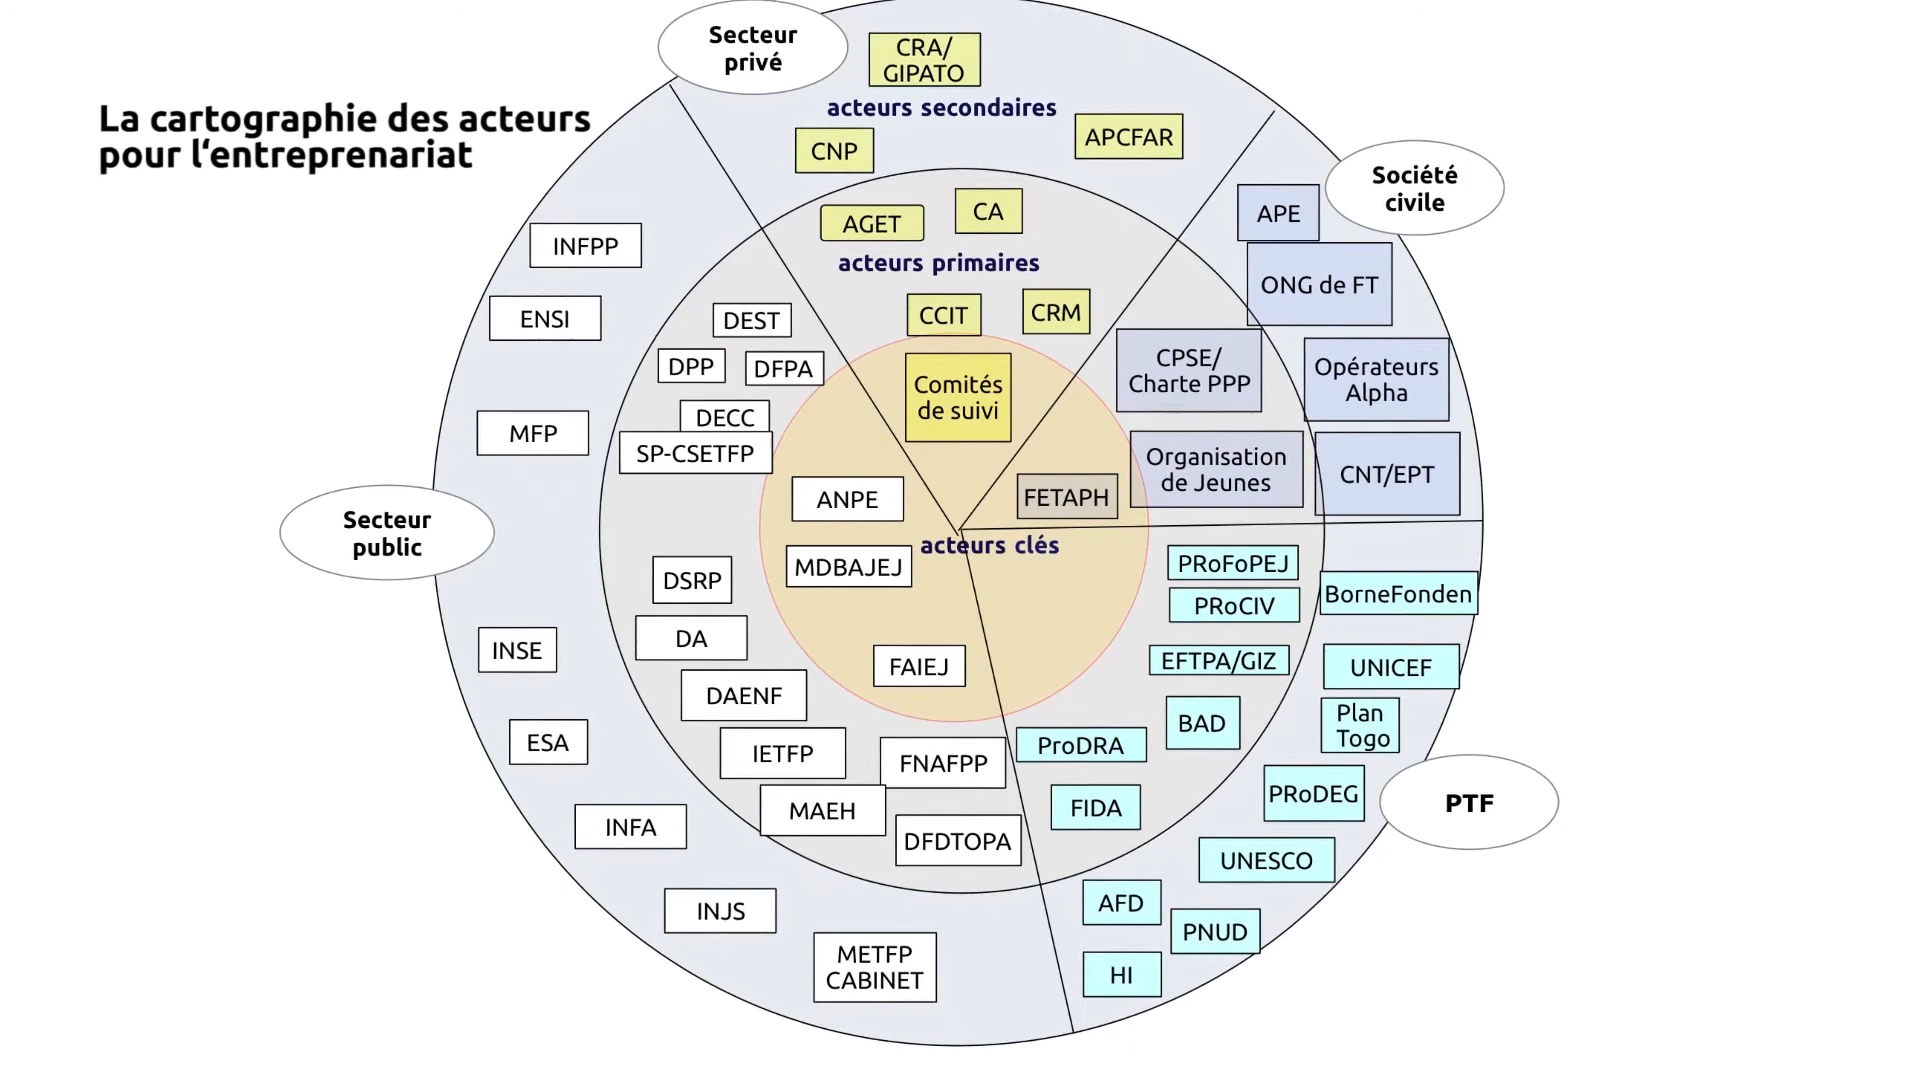 Secteur
privé
CRA/
GIPATO
La cartographie des acteurs
pour l‘entreprenariat
acteurs secondaires
CNP
APCFAR
Société
civile
AGET
CA
APE
INFPP
acteurs primaires
ONG de FT
ENSI
DEST
CCIT
CRM
DPP
DFPA
Comités
de suivi
CPSE/
Charte PPP
Opérateurs
Alpha
MFP
DECC
SP-CSETFP
Organisation
de Jeunes
CNT/EPT
ANPE
FETAPH
Secteur
public
acteurs clés
MDBAJEJ
PRoFoPEJ
DSRP
PRoCIV
BorneFonden
INSE
DA
FAIEJ
EFTPA/GIZ
UNICEF
DAENF
BAD
Plan
Togo
ESA
IETFP
FNAFPP
ProDRA
PRoDEG
PTF
INFA
MAEH
DFDTOPA
FIDA
UNESCO
INJS
AFD
PNUD
METFP
CABINET
HI